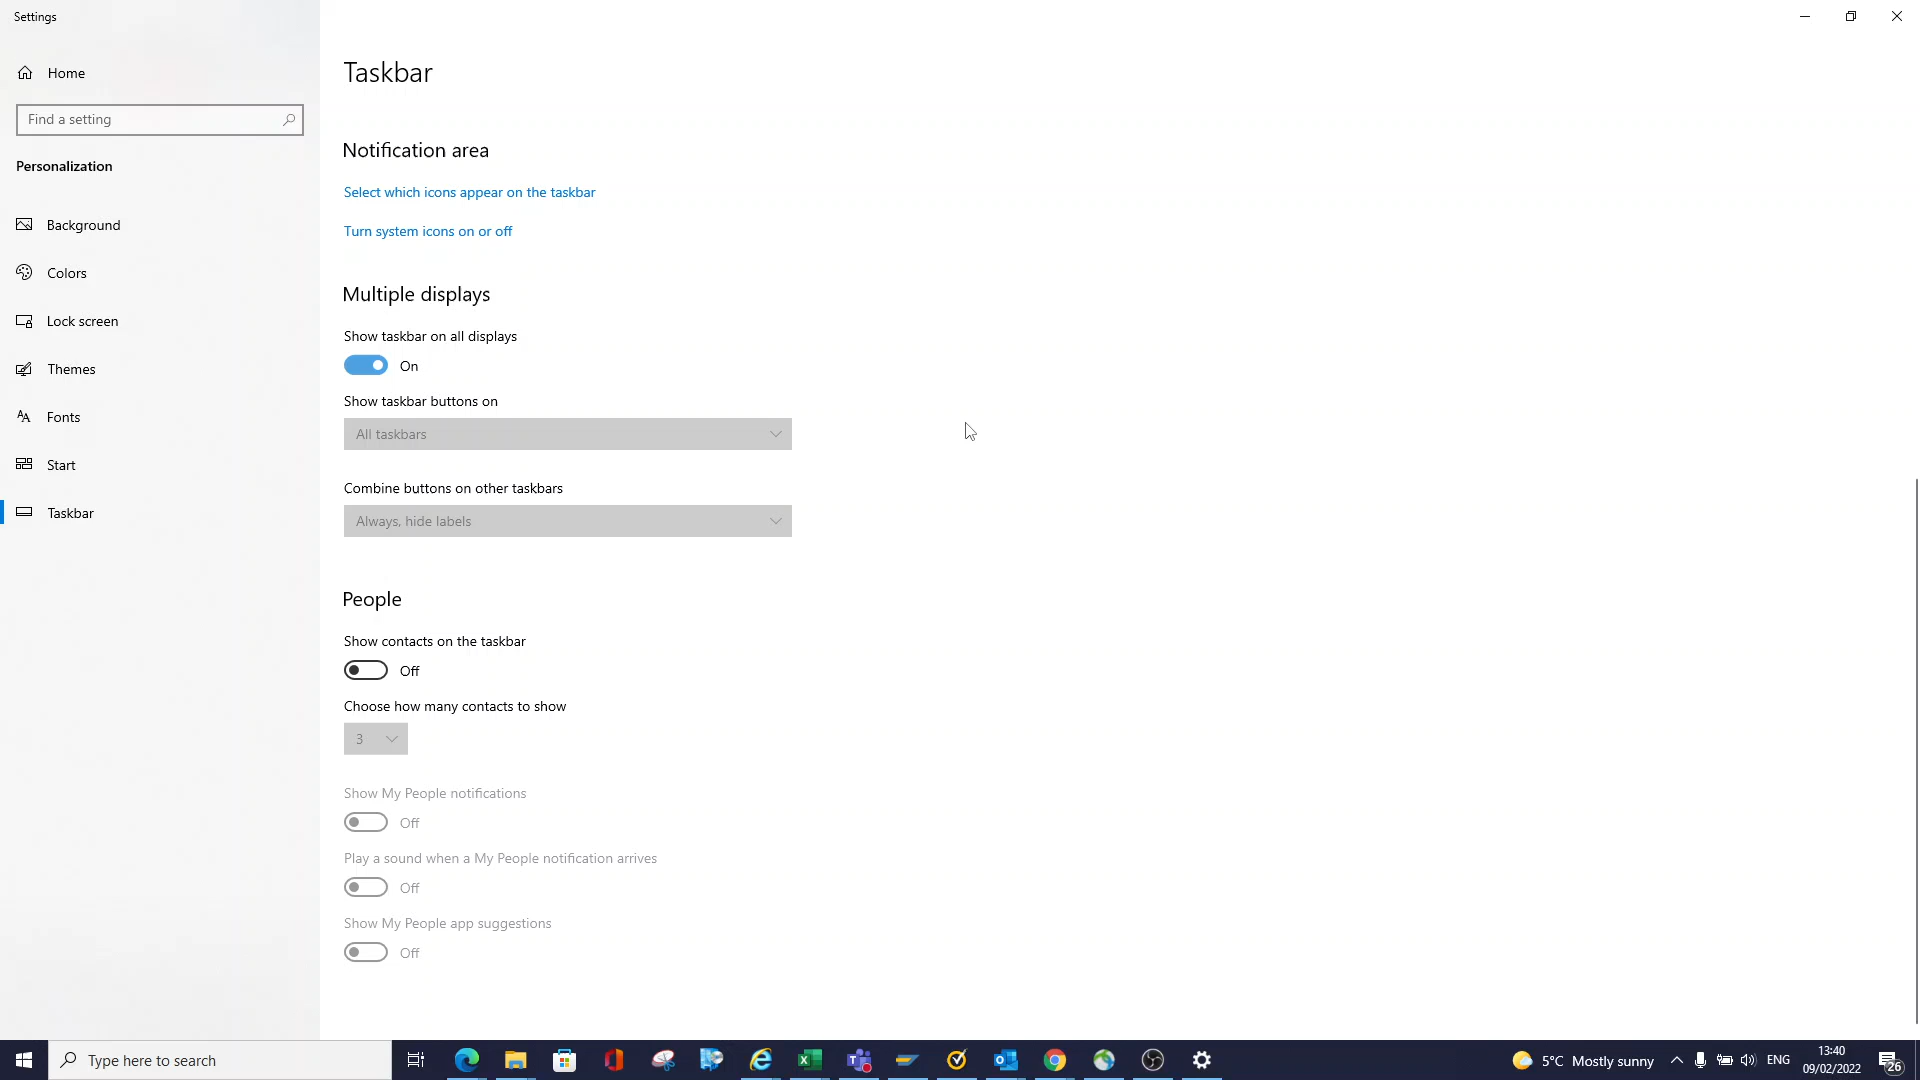 Settings
Home
Find a setting
Personalization
Background
Colors
Lock screen
Themes
Fonts
Start
Taskbar
Taskbar
Notification area
Select which icons appear on the taskbar
Turn system icons on or off
Multiple displays
Show taskbar on all displays
On
Show taskbar buttons on
All taskbars
Combine buttons on other taskbars
Always, hide labels
People
Show contacts on the taskbar
Off
Choose how many contacts to show
3
Show My People notifications
Off
Play a sound when a My People notification arrives
Off
Show My People app suggestions
Off
Type here to search
5°C Mostly sunny
ENG
13:40
09/02/2022
26